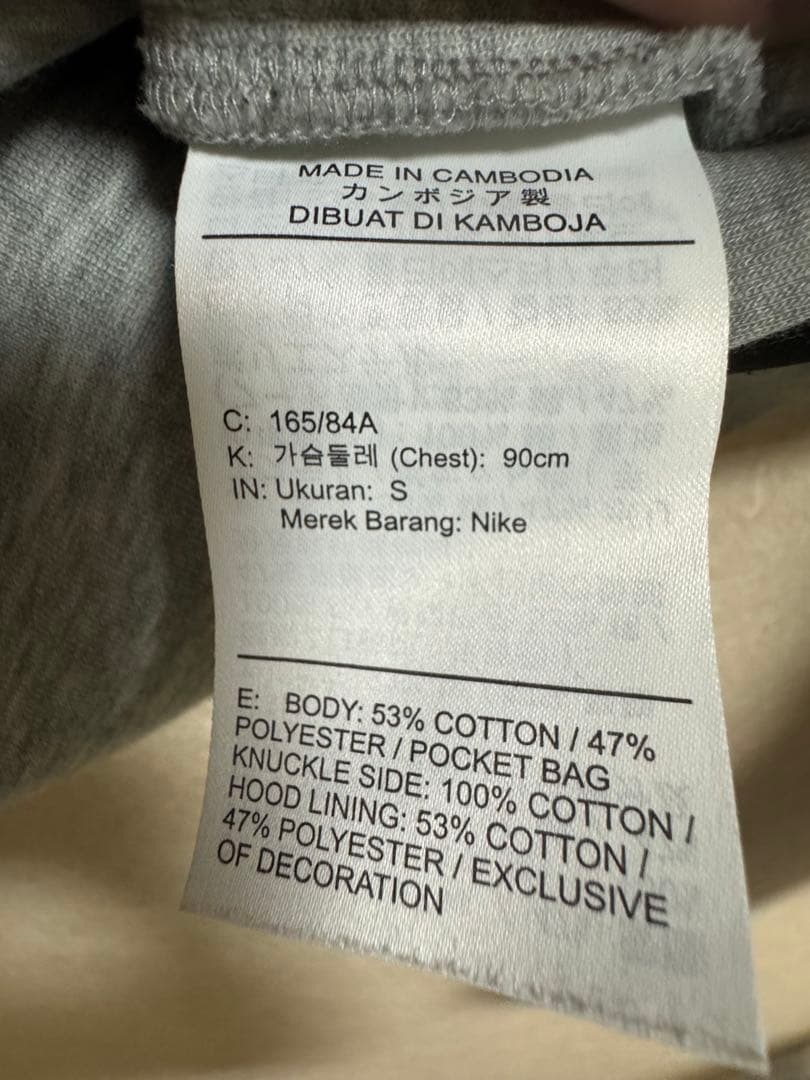 MADE IN CAMBODIA
カンボジア製
DIBUAT DI KAMBOJA
C: 165/84A
K: 가슴둘레 (Chest): 90cm
IN: Ukuran: S
Merek Barang: Nike
E: BODY: 53% COTTON / 47%
POLYESTER / POCKET BAG
KNUCKLE SIDE: 100% COTTON /
HOOD LINING: 53% COTTON /
47% POLYESTER / EXCLUSIVE
OF DECORATION